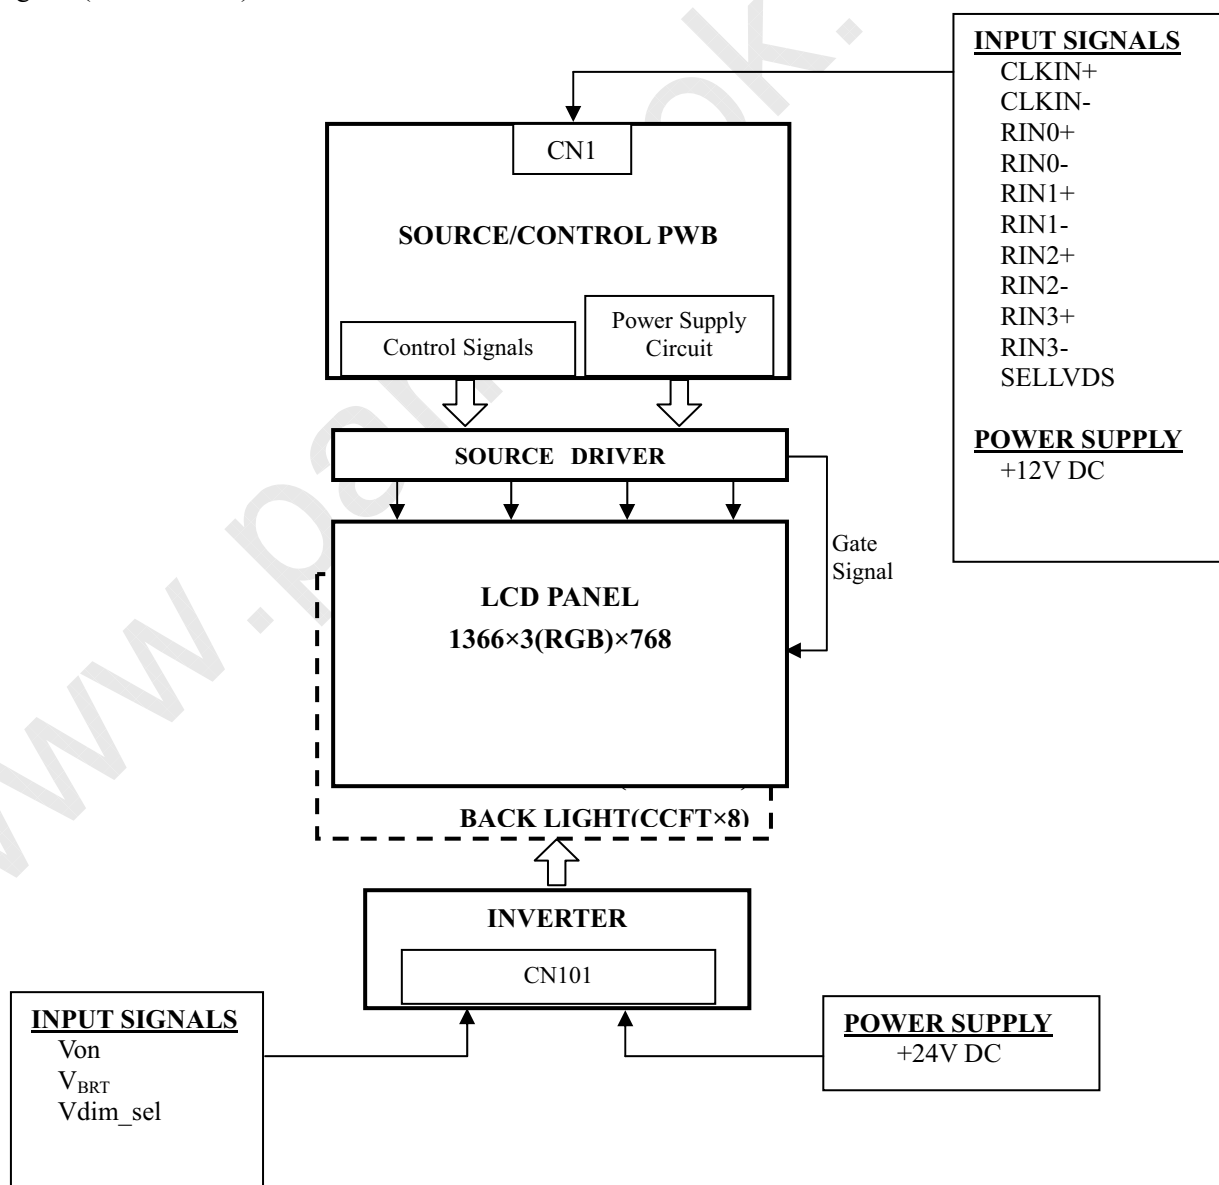 INPUT SIGNALS
CLKIN+
CLKIN-
RIN0+
RIN0-
RIN1+
RIN1-
RIN2+
RIN2-
RIN3+
RIN3-
SELLVDS
POWER SUPPLY
+12V DC
CN1
SOURCE/CONTROL PWB
Control Signals
Power Supply
Circuit
SOURCE DRIVER
Gate
Signal
LCD PANEL
1366×3(RGB)×768
BACK LIGHT(CCFT×8)
INVERTER
CN101
INPUT SIGNALS
Von
VBRT
Vdim_sel
POWER SUPPLY
+24V DC